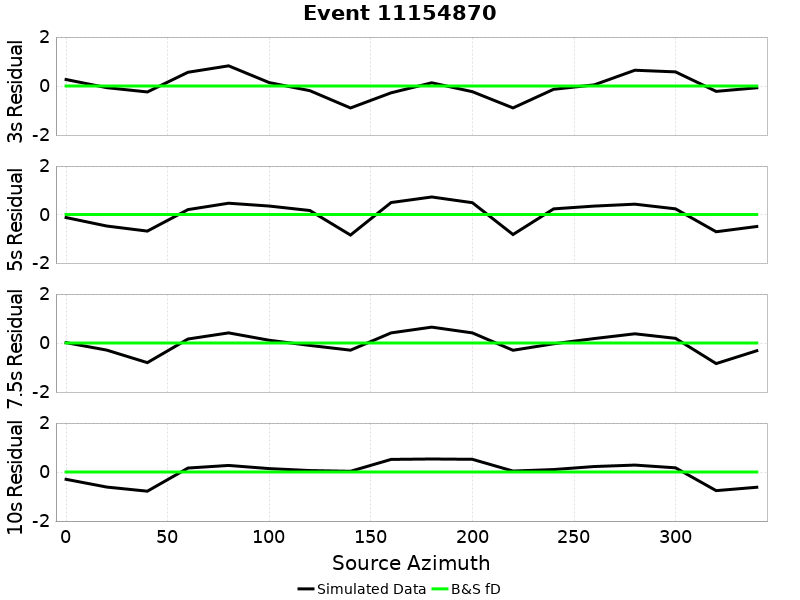 Event 11154870
3s Residual
2
0
-2
5s Residual
2
0
-2
7.5s Residual
2
0
-2
10s Residual
2
0
-2
0 50 100 150 200 250 300
Source Azimuth
Simulated Data B&S fD